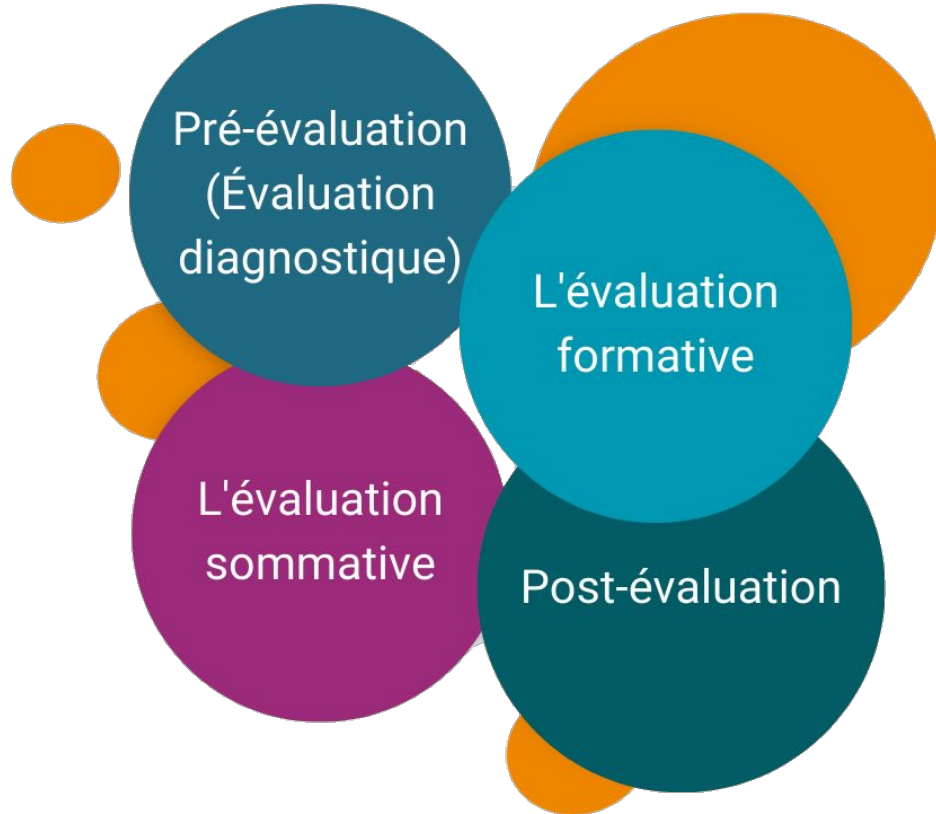 Pré-évaluation
(Évaluation
diagnostique)
L'évaluation
formative
L'évaluation
sommative
Post-évaluation